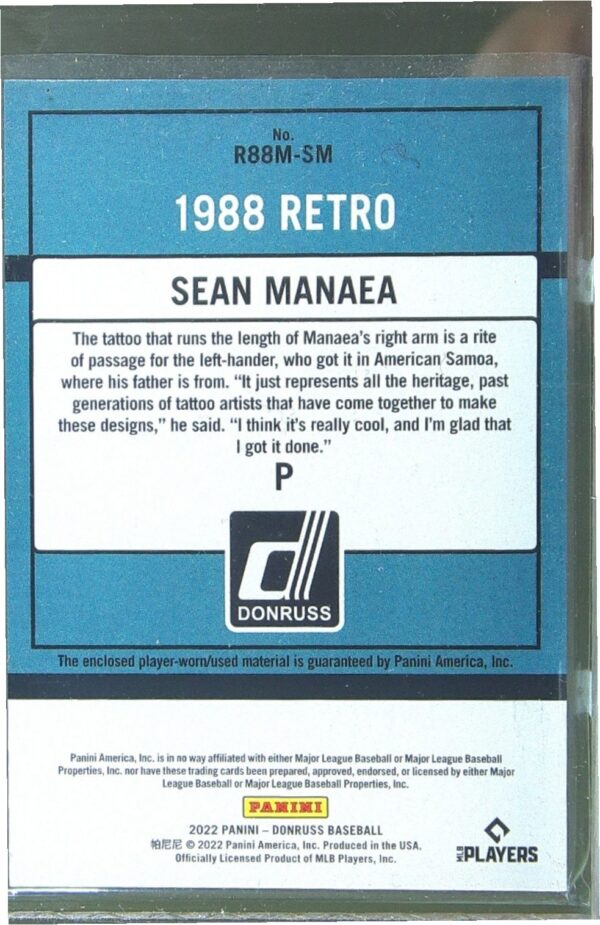 No.
R88M-SM
1988 RETRO
SEAN MANAEA
The tattoo that runs the length of Manaea's right arm is a rite
of passage for the left-hander, who got it in American Samoa,
where his father is from. “It just represents all the heritage, past
generations of tattoo artists that have come together to make
these designs,” he said. “I think it's really cool, and I'm glad that
I got it done.”
P
d
DONRUSS
The enclosed player-worn/used material is guaranteed by Panini America, Inc.
Panini America, Inc. is in no way affiliated with either Major League Baseball or Major League Baseball
Properties, Inc. nor have these trading cards been prepared, approved, endorsed, or licensed by either Major
League Baseball or Major League Baseball Properties, Inc.
PANINI
2022 PANINI – DONRUSS BASEBALL
帕尼尼 © 2022 Panini America, Inc. Produced in the USA.
Officially Licensed Product of MLB Players, Inc.
MLB PLAYERS